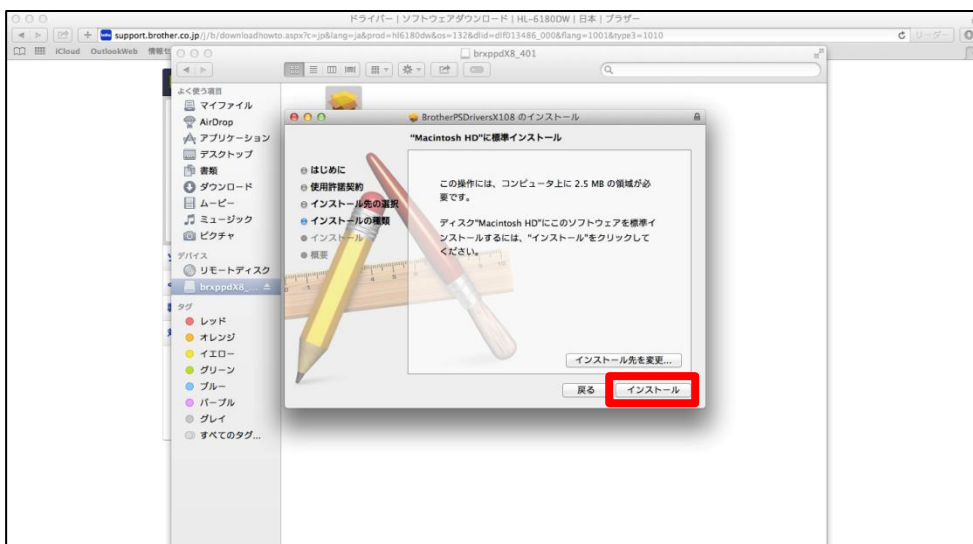 ドライバー | ソフトウェアダウンロード | HL-6180DW | 日本 | ブラザー
support.brother.co.jp/j/b/downloadhowto.aspx?c=jp&lang=ja&prod=hl6180dw&os=132&dlid=dlf013486_000&flang=1001&type3=1010
リーダー
iCloud OutlookWeb
brxppdX8_401
よく使う項目
マイファイル
AirDrop
アプリケーション
デスクトップ
書類
ダウンロード
ムービー
ミュージック
ピクチャ
デバイス
リモートディスク
brxppdX8_...
タグ
レッド
オレンジ
イエロー
グリーン
ブルー
パープル
グレイ
すべてのタグ...
BrotherPSDriversX108 のインストール
"Macintosh HD"に標準インストール
はじめに
使用許諾契約
インストール先の選択
インストールの種類
インストール
概要
この操作には、コンピュータ上に 2.5 MB の領域が必
要です。
ディスク"Macintosh HD"にこのソフトウェアを標準イ
ンストールするには、"インストール"をクリックして
ください。
インストール先を変更...
戻る
インストール